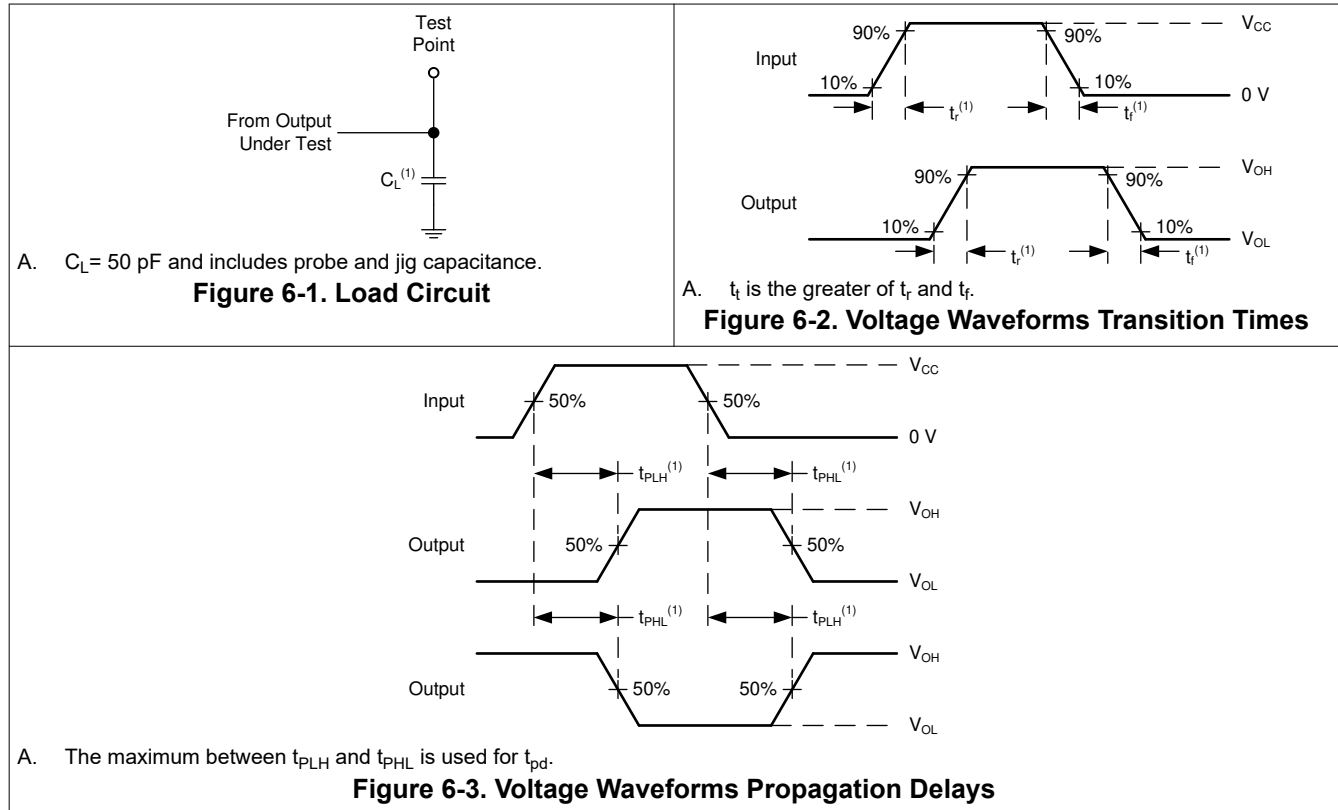 Test
Point
From Output
Under Test
C_L^(1)
A. C_L= 50 pF and includes probe and jig capacitance.
Figure 6-1. Load Circuit
V_CC
90%
90%
Input
10%
10%
0 V
t_r^(1)
t_f^(1)
V_OH
90%
90%
Output
10%
10%
V_OL
t_r^(1)
t_f^(1)
A. t_t is the greater of t_r and t_f.
Figure 6-2. Voltage Waveforms Transition Times
V_CC
Input
50%
50%
0 V
t_PLH^(1)
t_PHL^(1)
V_OH
Output
50%
50%
V_OL
t_PHL^(1)
t_PLH^(1)
V_OH
Output
50%
50%
V_OL
A. The maximum between t_PLH and t_PHL is used for t_pd.
Figure 6-3. Voltage Waveforms Propagation Delays